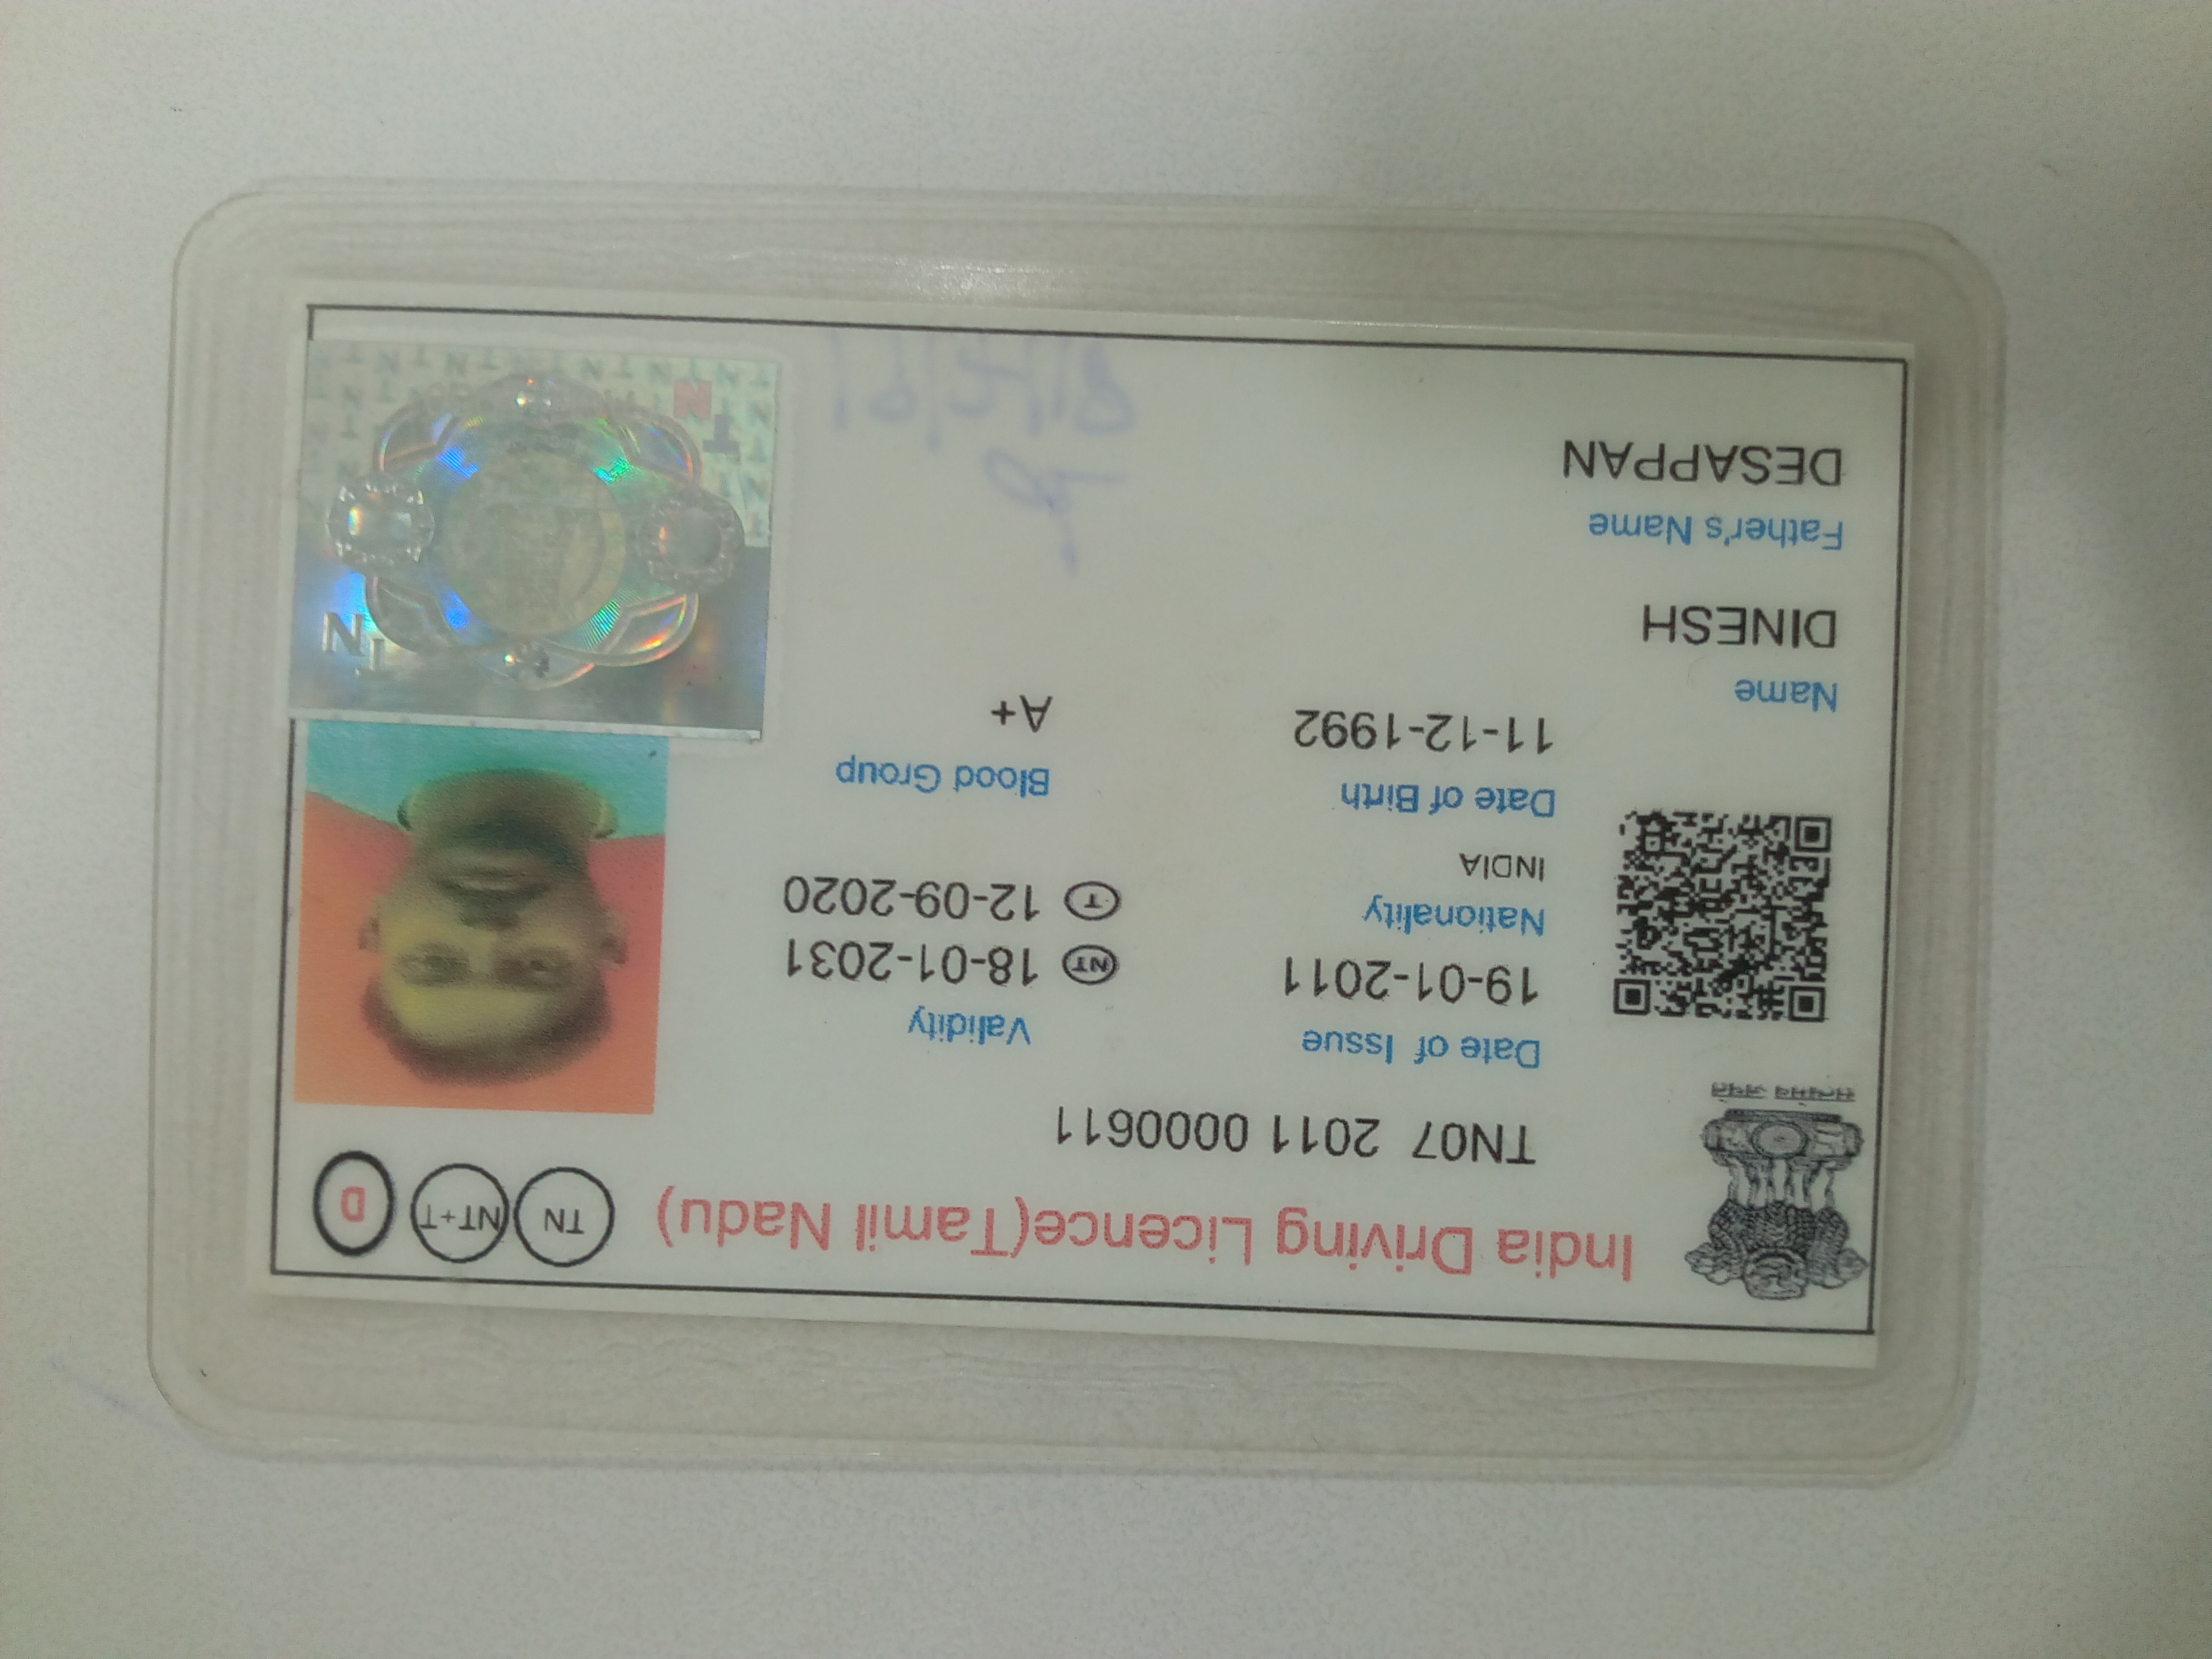 India Driving Licence(Tamil Nadu)
TN
NT+T
D
TN07 2011 0000611
Date of Issue
19-01-2011
Validity
NT 18-01-2031
T 12-09-2020
Nationality
INDIA
Date of Birth
11-12-1992
Blood Group
A+
Name
DINESH
Father's Name
DESAPPAN
TN